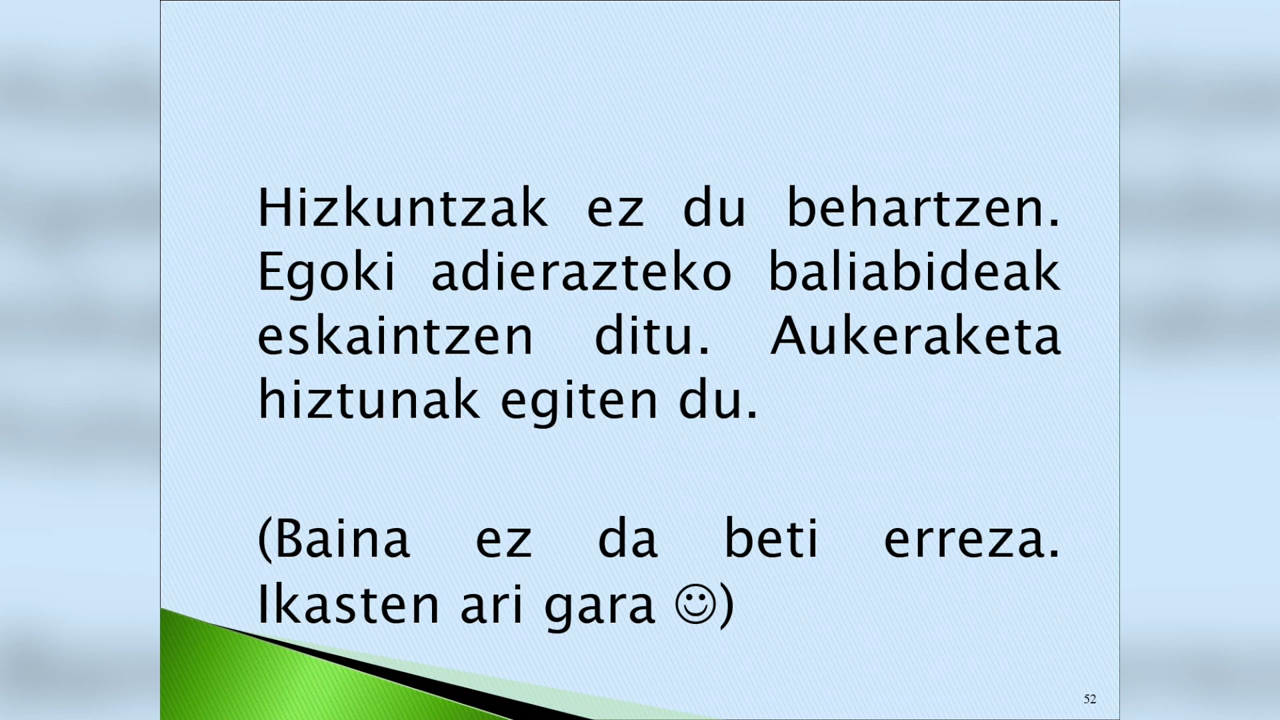 Hizkuntzak ez du behartzen.
Egoki adierazteko baliabideak
eskaintzen ditu. Aukeraketa
hiztunak egiten du.
(Baina ez da beti erreza.
Ikasten ari gara ☺)
52